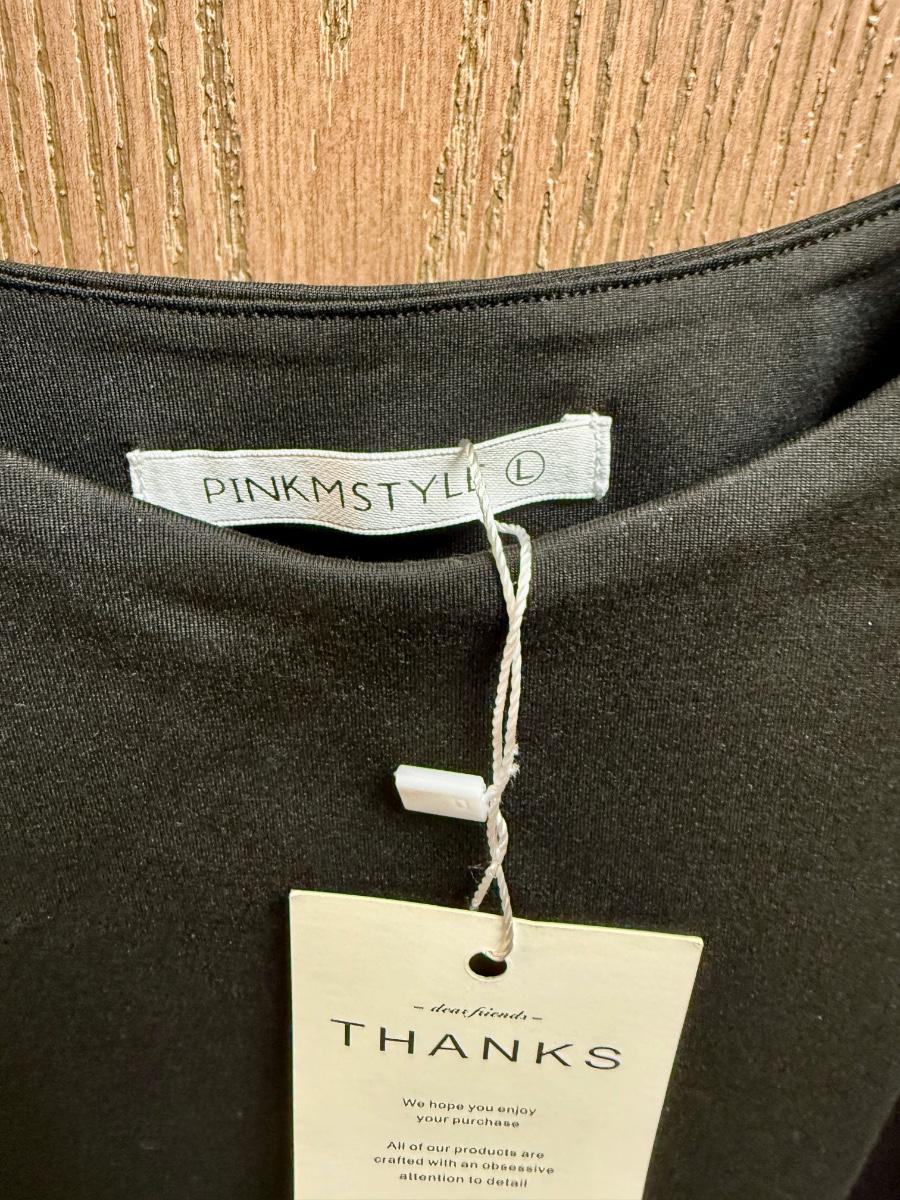 PINKMSTYLE L
– dear friends –
THANKS
We hope you enjoy
your purchase
All of our products are
crafted with an obsessive
attention to detail